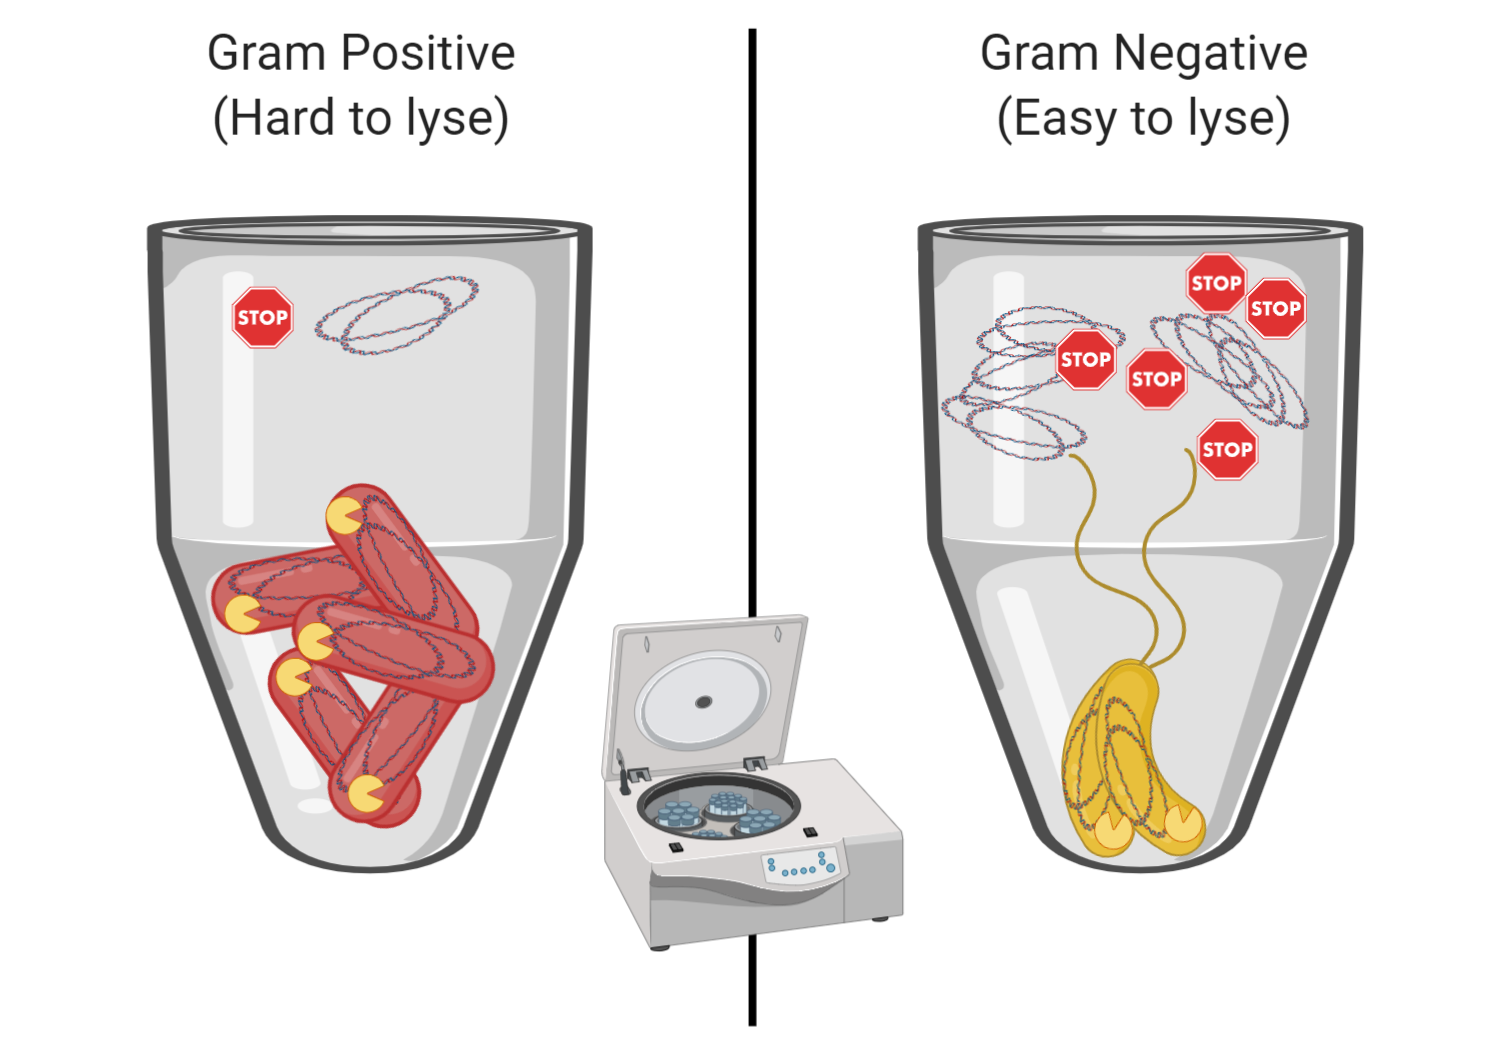 Gram Positive
(Hard to lyse)
Gram Negative
(Easy to lyse)
STOP
STOP
STOP
STOP
STOP
STOP